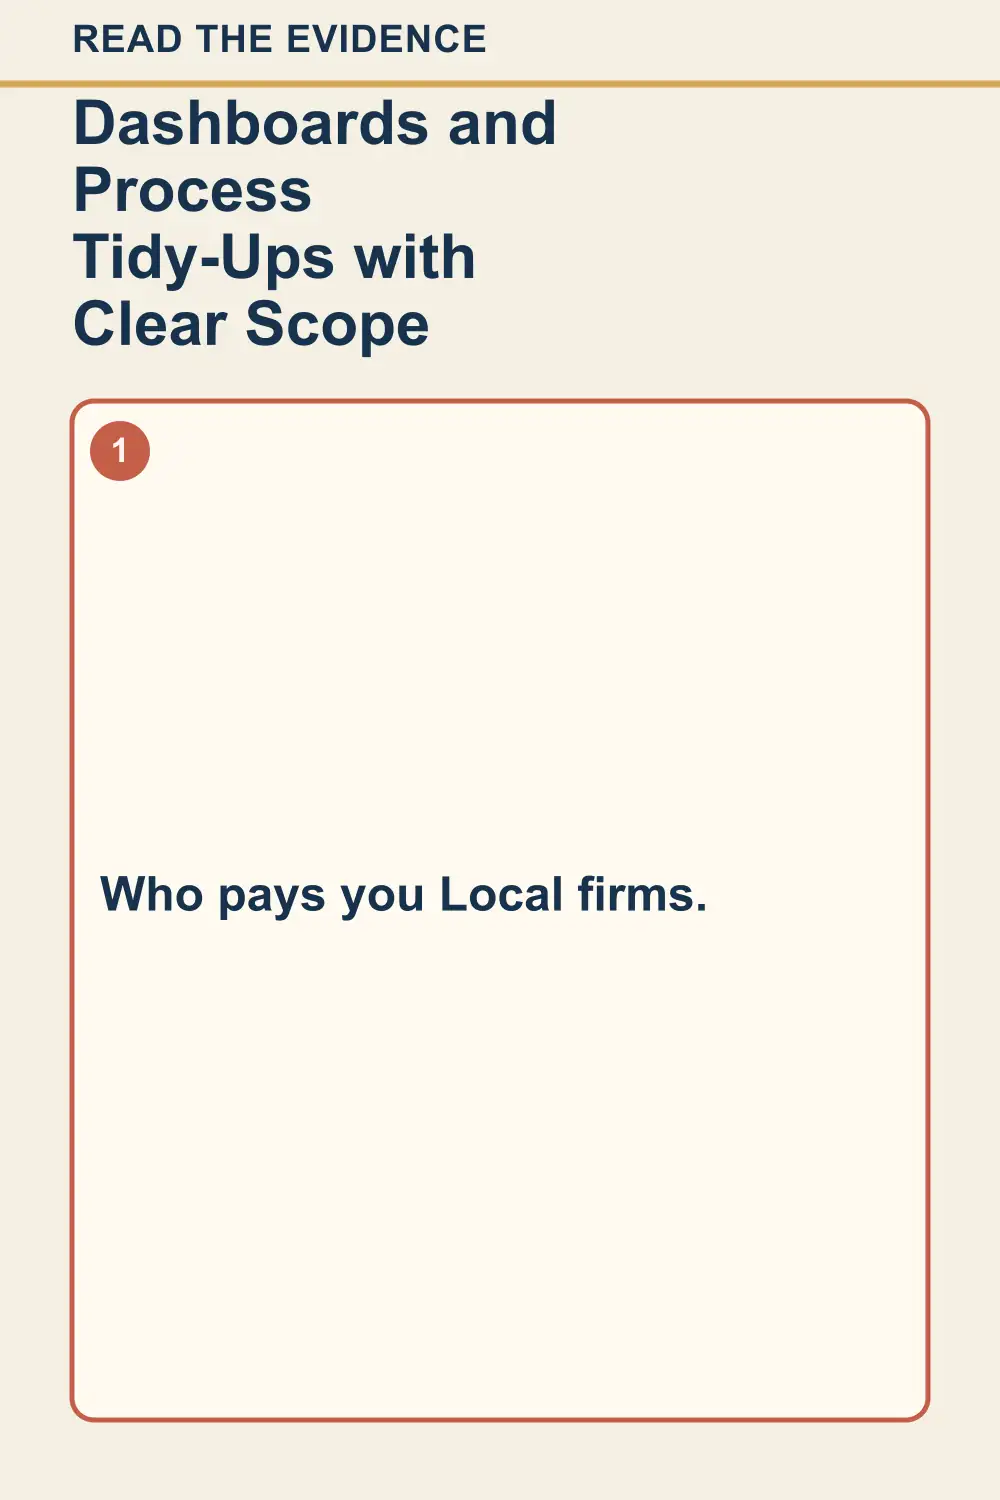 READ THE EVIDENCE
Dashboards and
Process
Tidy-Ups with
Clear Scope
1
Who pays you Local firms.